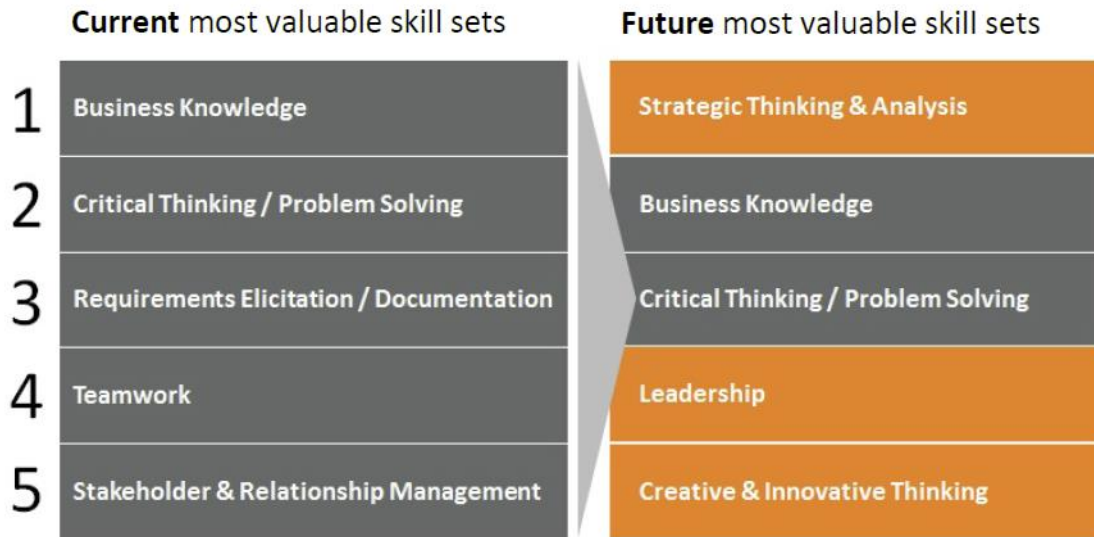 Current most valuable skill sets
Future most valuable skill sets
1
Business Knowledge
Strategic Thinking & Analysis
2
Critical Thinking / Problem Solving
Business Knowledge
3
Requirements Elicitation / Documentation
Critical Thinking / Problem Solving
4
Teamwork
Leadership
5
Stakeholder & Relationship Management
Creative & Innovative Thinking